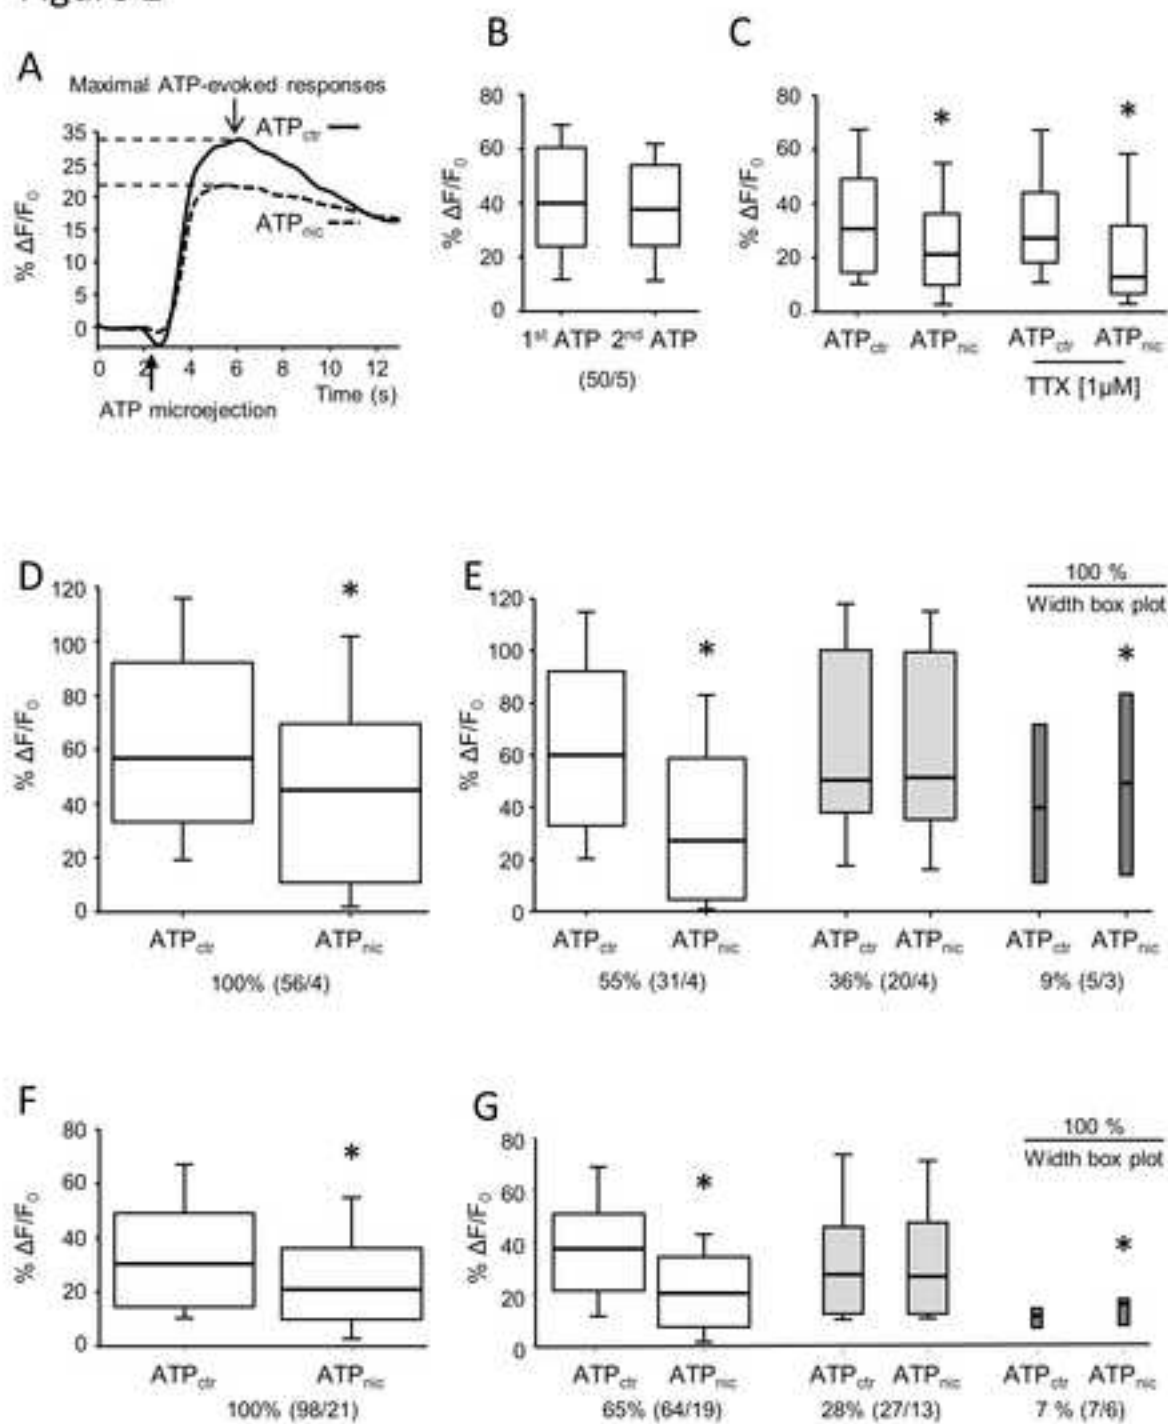 A
Maximal ATP-evoked responses
ATPctr
ATPnic
% ΔF/F0
35
25
20
15
10
5
0
0 2 4 6 8 10 12
Time (s)
ATP microejection
B
% ΔF/F0
80
60
40
20
0
1st ATP 2nd ATP
(50/5)
C
% ΔF/F0
80
60
40
20
0
* *
ATPctr ATPnic ATPctr ATPnic
TTX [1µM]
D
% ΔF/F0
120
100
80
60
40
20
0
*
ATPctr ATPnic
100% (56/4)
E
100 %
Width box plot
% ΔF/F0
120
100
80
60
40
20
0
* *
ATPctr ATPnic ATPctr ATPnic ATPctr ATPnic
55% (31/4) 36% (20/4) 9% (5/3)
F
% ΔF/F0
80
60
40
20
0
*
ATPctr ATPnic
100% (98/21)
G
100 %
Width box plot
% ΔF/F0
80
60
40
20
0
* *
ATPctr ATPnic ATPctr ATPnic ATPctr ATPnic
65% (64/19) 28% (27/13) 7 % (7/6)